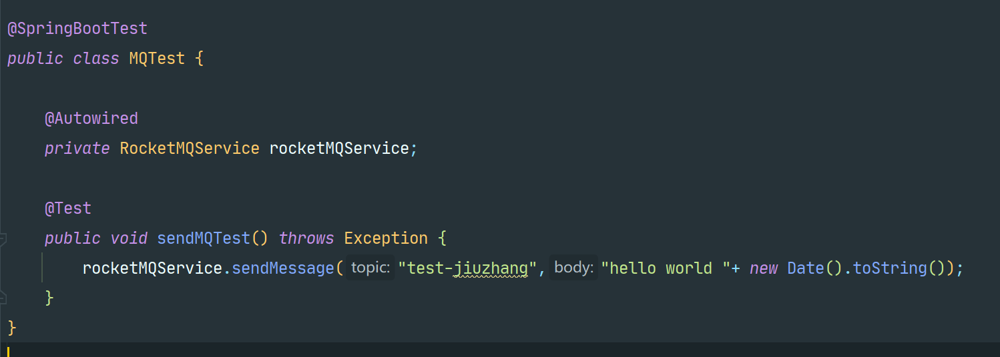 @SpringBootTest
public class MQTest {
@Autowired
private RocketMQService rocketMQService;
@Test
public void sendMQTest() throws Exception {
rocketMQService.sendMessage( topic: "test-jiuzhang", body: "hello world "+ new Date().toString());
}
}